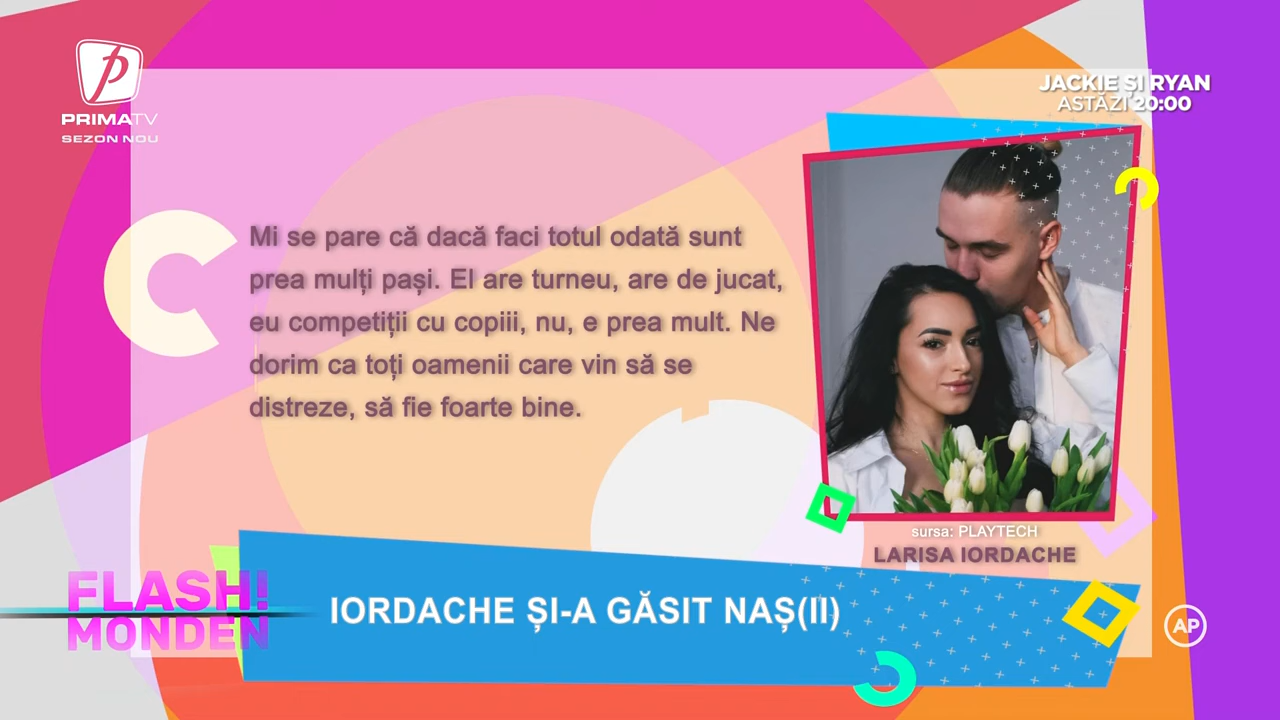 PRIMATV
SEZON NOU
JACKIE ȘI RYAN
ASTĂZI 20:00
Mi se pare că dacă faci totul odată sunt
prea mulți pași. El are turneu, are de jucat,
eu competiții cu copiii, nu, e prea mult. Ne
dorim ca toți oamenii care vin să se
distreze, să fie foarte bine.
sursa: PLAYTECH
LARISA IORDACHE
FLASH!
MONDEN
IORDACHE ȘI-A GĂSIT NAȘ(II)
AP